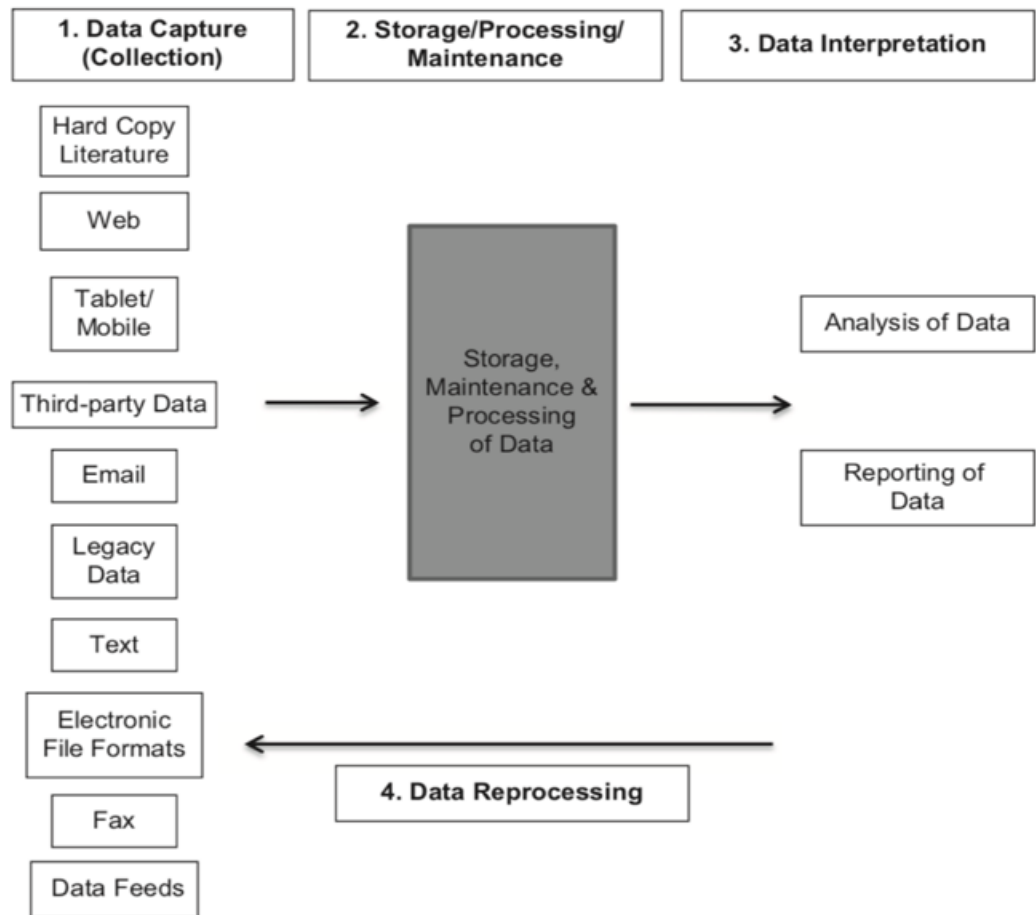 1. Data Capture
(Collection)
2. Storage/Processing/
Maintenance
3. Data Interpretation
Hard Copy
Literature
Web
Tablet/
Mobile
Third-party Data
Email
Legacy
Data
Text
Electronic
File Formats
Fax
Data Feeds
Storage,
Maintenance &
Processing
of Data
Analysis of Data
Reporting of
Data
4. Data Reprocessing